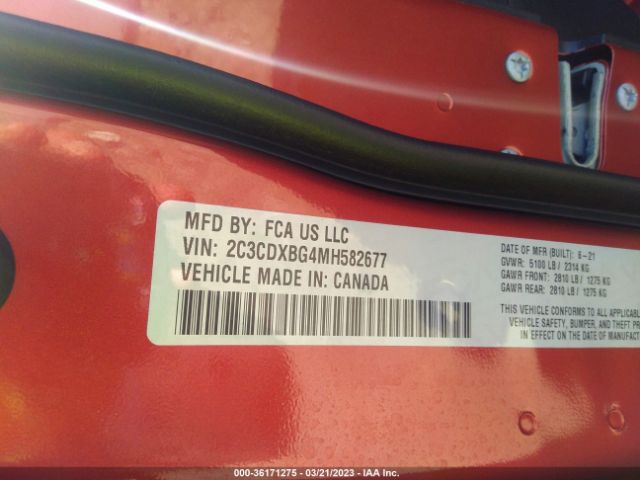 MFD BY: FCA US LLC
VIN: 2C3CDXBG4MH582677
VEHICLE MADE IN: CANADA
DATE OF MFR (BUILT): 6-21
GVWR: 5100 LB / 2314 KG
GAWR FRONT: 2810 LB / 1275 KG
GAWR REAR: 2810 LB / 1275 KG
THIS VEHICLE CONFORMS TO ALL APPLICABL
VEHICLE SAFETY, BUMPER, AND THEFT PR
IN EFFECT ON THE DATE OF MANUFAC
000-36171275 - 03/21/2023 - IAA Inc.